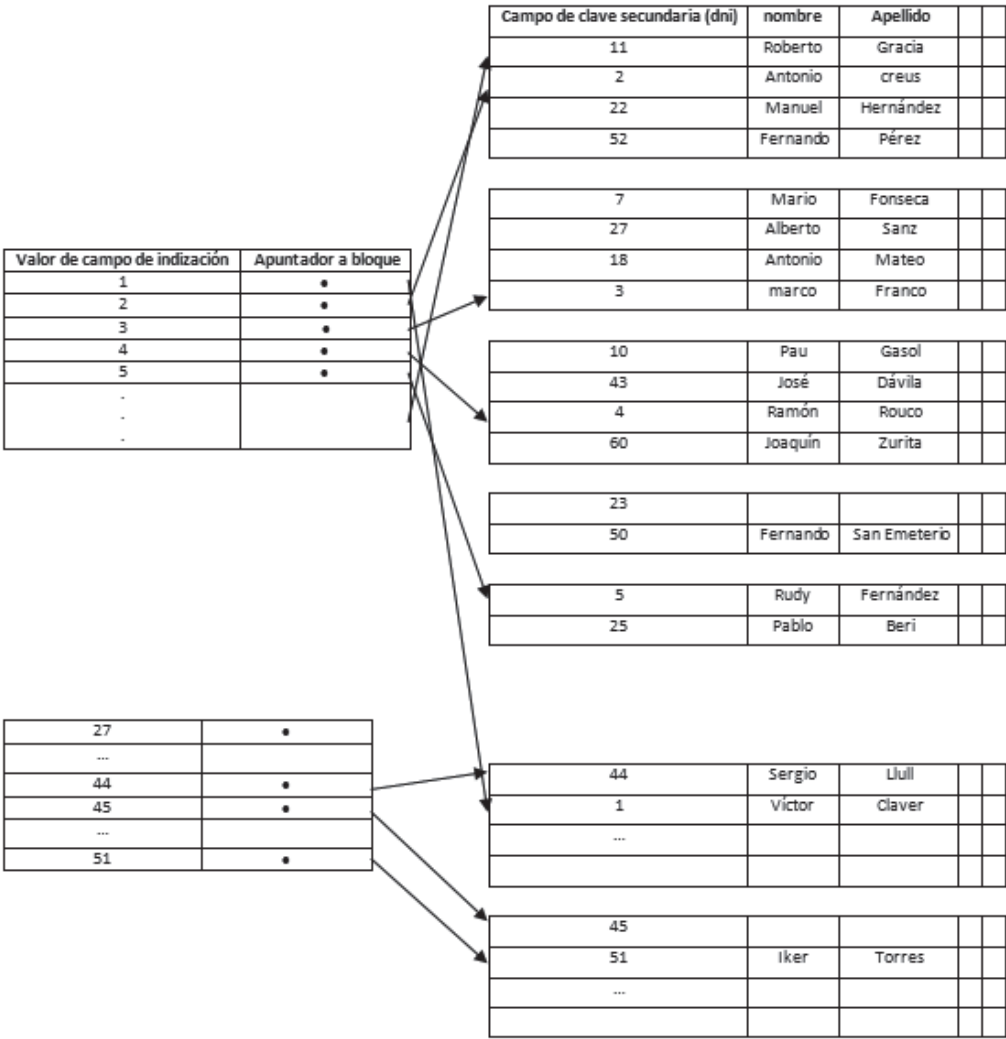 Campo de clave secundaria (dni) nombre Apellido
11 Roberto Gracia
2 Antonio creus
22 Manuel Hernández
52 Fernando Pérez
7 Mario Fonseca
27 Alberto Sanz
18 Antonio Mateo
3 marco Franco
10 Pau Gasol
43 José Dávila
4 Ramón Rouco
60 Joaquín Zurita
23
50 Fernando San Emeterio
5 Rudy Fernández
25 Pablo Beri
44 Sergio Llull
1 Víctor Claver
...
45
51 Iker Torres
...
Valor de campo de indización Apuntador a bloque
1 •
2 •
3 •
4 •
5 •
.
.
.
27 •
...
44 •
45 •
...
51 •